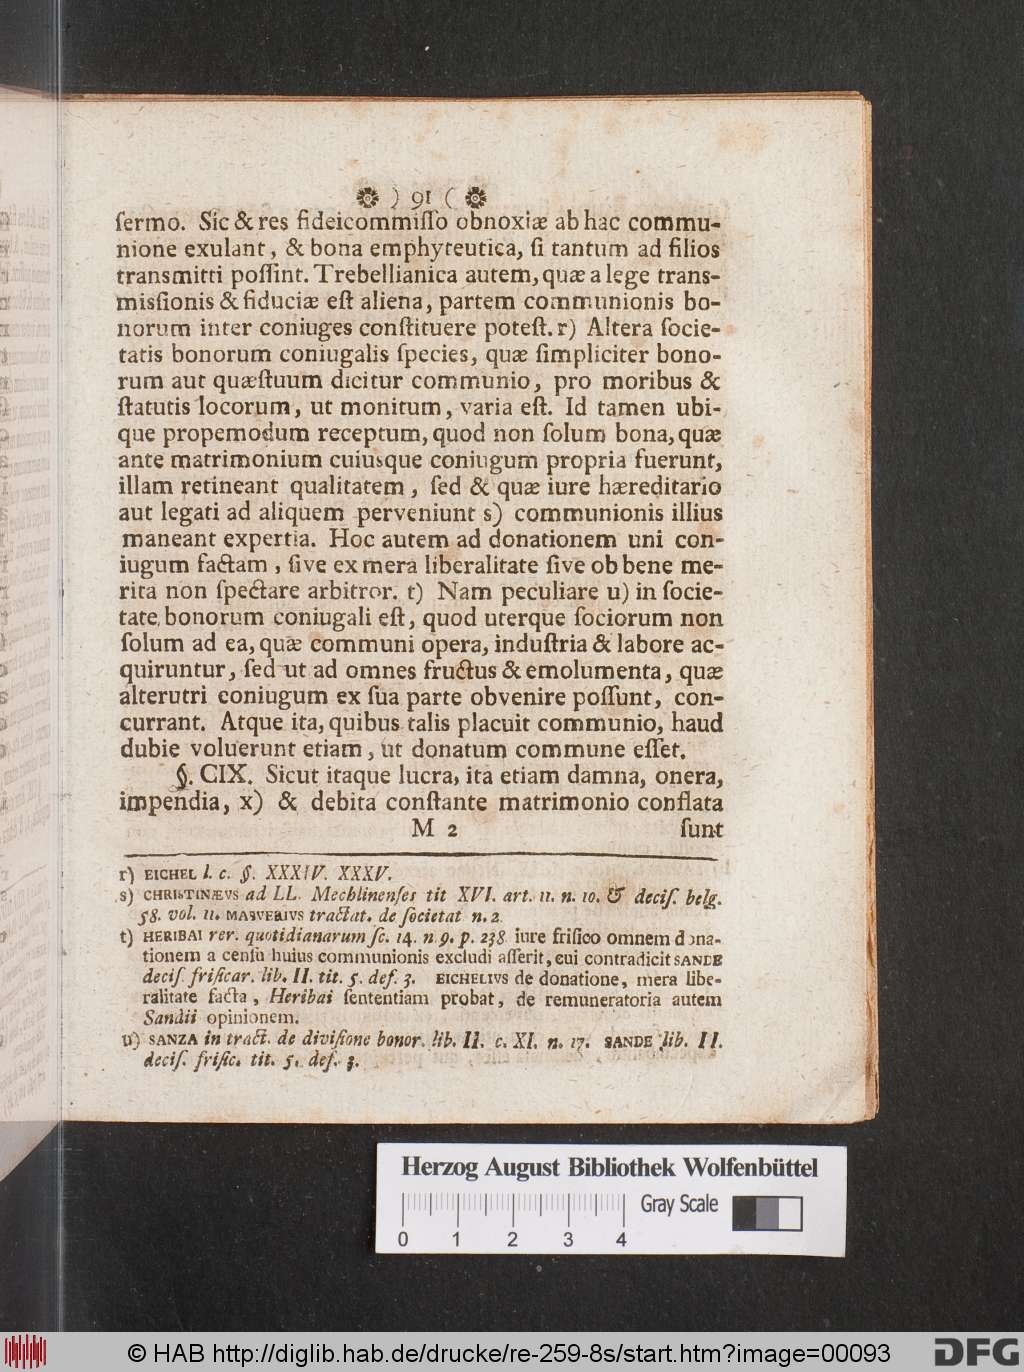 ) 91 (
ſermo. Sic & res fideicommiſſo obnoxiæ ab hac commu-
nione exulant, & bona emphyteutica, ſi tantum ad filios
transmitti poſſint. Trebellianica autem, quæ a lege trans-
missionis & fiduciæ eſt aliena, partem communionis bo-
norum inter coniuges conſtituere poteſt. r) Altera ſocie-
tatis bonorum coniugalis ſpecies, quæ ſimpliciter bono-
rum aut quæſtuum dicitur communio, pro moribus &
ſtatutis locorum, ut monitum, varia eſt. Id tamen ubi-
que propemodum receptum, quod non ſolum bona, quæ
ante matrimonium cuiusque coniugum propria fuerunt,
illam retineant qualitatem, ſed & quæ iure hæreditario
aut legati ad aliquem perveniunt s) communionis illius
maneant expertia. Hoc autem ad donationem uni con-
iugum factam, ſive ex mera liberalitate ſive ob bene me-
rita non ſpectare arbitror. t) Nam peculiare u) in ſocie-
tate bonorum coniugali eſt, quod uterque ſociorum non
ſolum ad ea, quæ communi opera, induſtria & labore ac-
quiruntur, ſed ut ad omnes fructus & emolumenta, quæ
alterutri coniugum ex ſua parte obvenire poſſunt, con-
currant. Atque ita, quibus talis placuit communio, haud
dubie voluerunt etiam, ut donatum commune eſſet.
§. CIX. Sicut itaque lucra, ita etiam damna, onera,
impendia, x) & debita conſtante matrimonio conflata
M 2 ſunt
r) EICHEL l. c. §. XXXIV. XXXV.
s) CHRISTINÆVS ad LL. Mechlinenſes tit XVI. art. 11. n. 10. & deciſ. belg.
58. vol. 11. MASVERIVS tractat. de ſocietat n. 2.
t) HERIBAI rer. quotidianarum ſc. 14. n 9. p. 238. iure friſico omnem dona-
tionem a cenſu huius communionis excludi aſſerit, cui contradicit SANDE
deciſ. friſicar. lib. II. tit. 5. def. 3. EICHELIVS de donatione, mera libe-
ralitate facta, Heribai ſententiam probat, de remuneratoria autem
Sandii opinionem.
u) SANZA in tract. de diviſione bonor. lib. II. c. XI. n. 17. SANDE lib. II.
deciſ. friſic. tit. 5. def. 3.
Herzog August Bibliothek Wolfenbüttel
Gray Scale
0 1 2 3 4
© HAB http://diglib.hab.de/drucke/re-259-8s/start.htm?image=00093
DFG